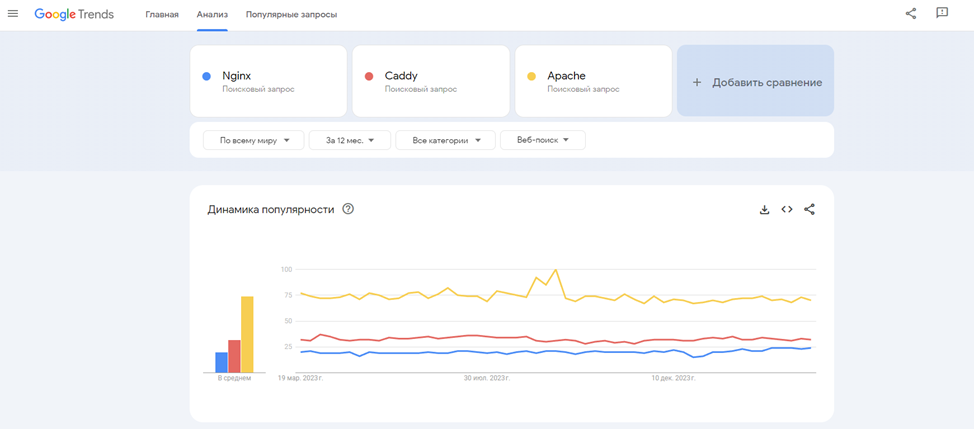 Google Trends
Главная
Анализ
Популярные запросы
Nginx
Поисковый запрос
Caddy
Поисковый запрос
Apache
Поисковый запрос
+ Добавить сравнение
По всему миру
За 12 мес.
Все категории
Веб-поиск
Динамика популярности
100
75
50
25
В среднем
19 мар. 2023 г.
30 июл. 2023 г.
10 дек. 2023 г.